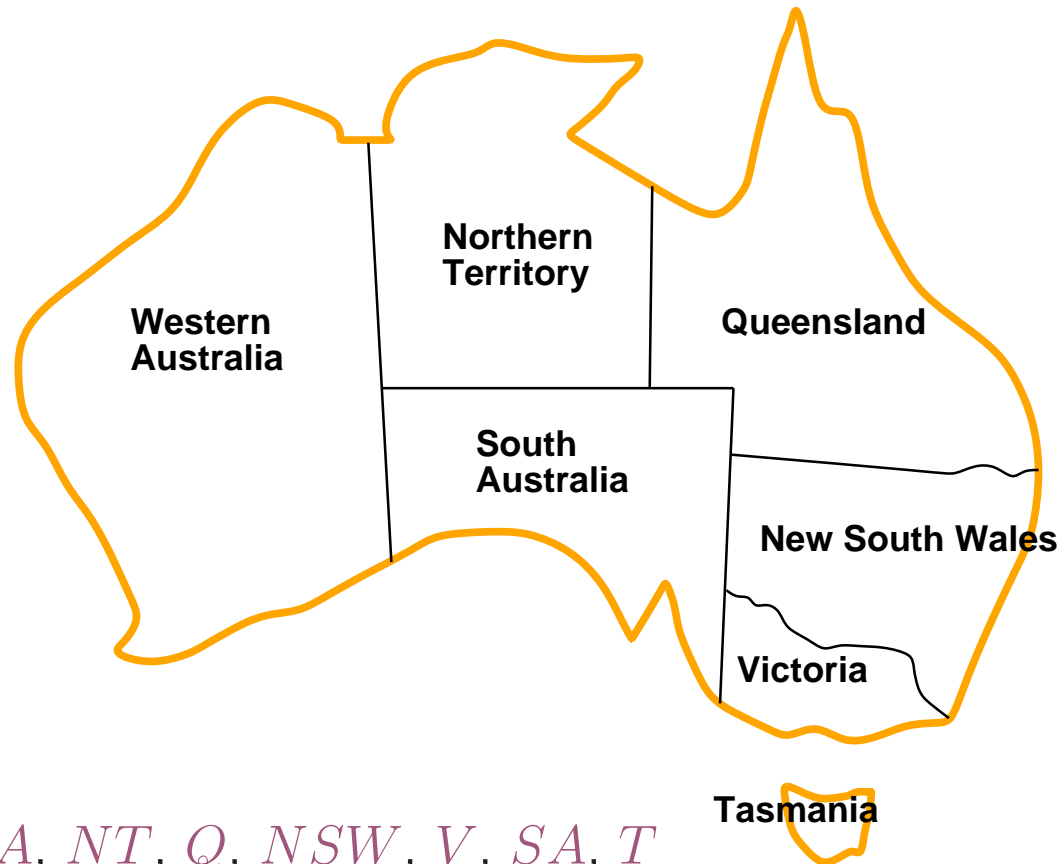 Northern
Territory
Western
Australia
Queensland
South
Australia
New South Wales
Victoria
Tasmania
A, NT, Q, NSW, V, SA, T